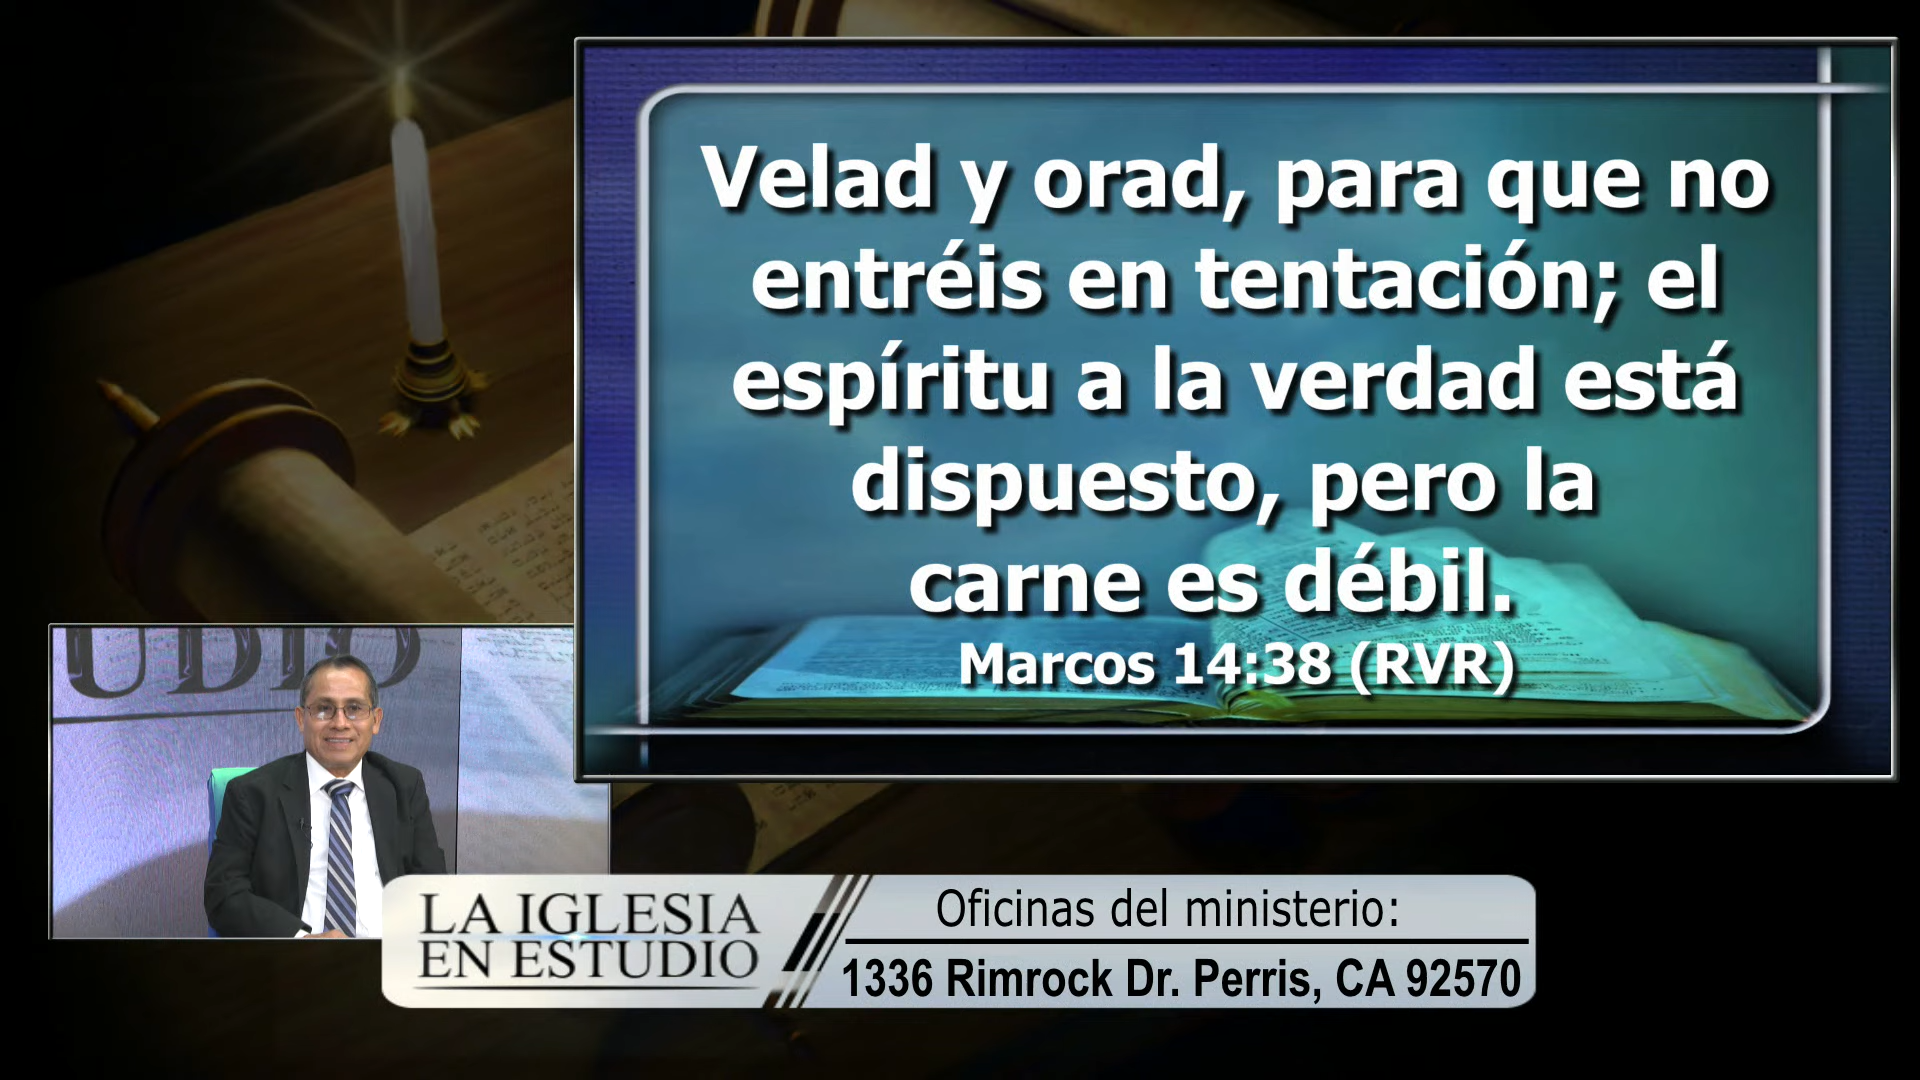 Velad y orad, para que no
entréis en tentación; el
espíritu a la verdad está
dispuesto, pero la
carne es débil.
Marcos 14:38 (RVR)
UDIO
LA IGLESIA
EN ESTUDIO
Oficinas del ministerio:
1336 Rimrock Dr. Perris, CA 92570